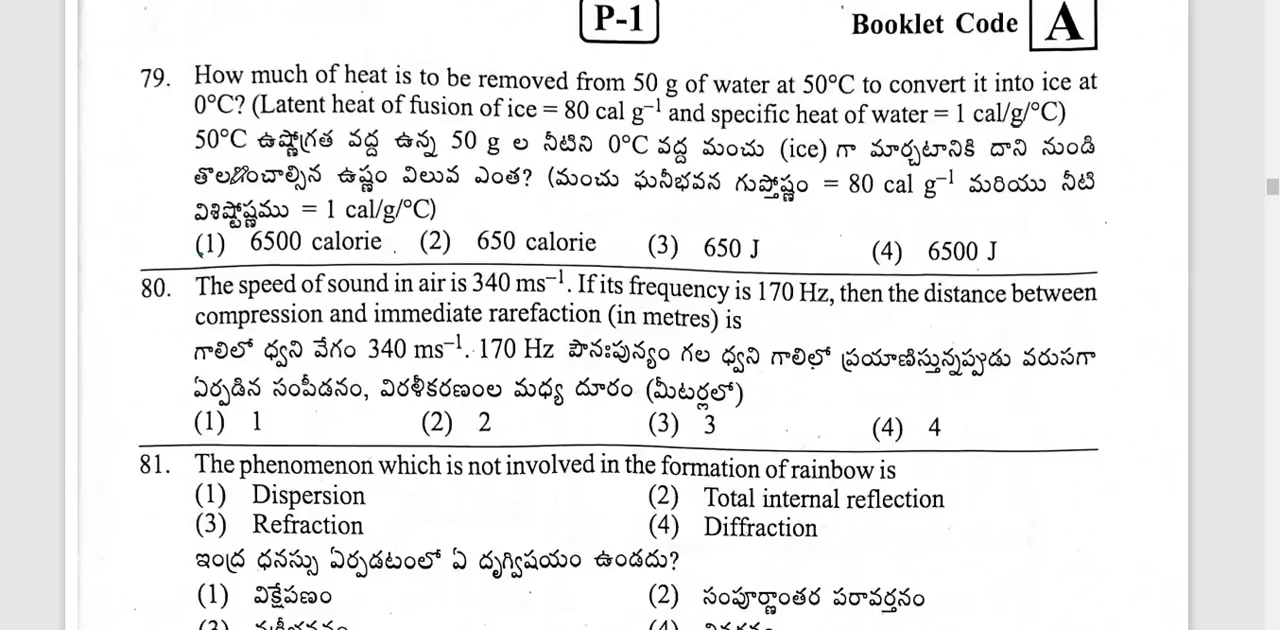 P-1
Booklet Code A
79. How much of heat is to be removed from 50 g of water at 50°C to convert it into ice at
0°C? (Latent heat of fusion of ice = 80 cal g⁻¹ and specific heat of water = 1 cal/g/°C)
50°C ఉష్ణోగ్రత వద్ద ఉన్న 50 g ల నీటిని 0°C వద్ద మంచు (ice) గా మార్చటానికి దాని నుండి
తొలగించాల్సిన ఉష్ణం విలువ ఎంత? (మంచు ఘనీభవన గుప్తోష్ణం = 80 cal g⁻¹ మరియు నీటి
విశిష్టోష్ణము = 1 cal/g/°C)
(1) 6500 calorie (2) 650 calorie (3) 650 J (4) 6500 J
80. The speed of sound in air is 340 ms⁻¹. If its frequency is 170 Hz, then the distance between
compression and immediate rarefaction (in metres) is
గాలిలో ధ్వని వేగం 340 ms⁻¹. 170 Hz పౌనఃపున్యం గల ధ్వని గాలిలో ప్రయాణిస్తున్నప్పుడు వరుసగా
ఏర్పడిన సంపీడనం, విరళీకరణంల మధ్య దూరం (మీటర్లలో)
(1) 1 (2) 2 (3) 3 (4) 4
81. The phenomenon which is not involved in the formation of rainbow is
(1) Dispersion (2) Total internal reflection
(3) Refraction (4) Diffraction
ఇంద్ర ధనస్సు ఏర్పడటంలో ఏ దృగ్విషయం ఉండదు?
(1) విక్షేపణం (2) సంపూర్ణాంతర పరావర్తనం